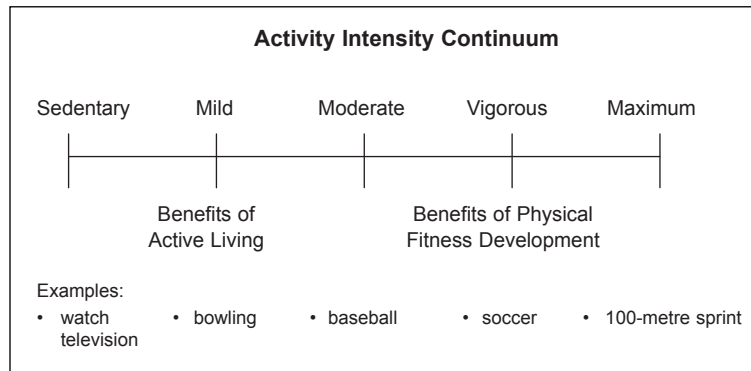 Activity Intensity Continuum
Sedentary Mild Moderate Vigorous Maximum
Benefits of Active Living
Benefits of Physical Fitness Development
Examples:
• watch television
• bowling
• baseball
• soccer
• 100-metre sprint